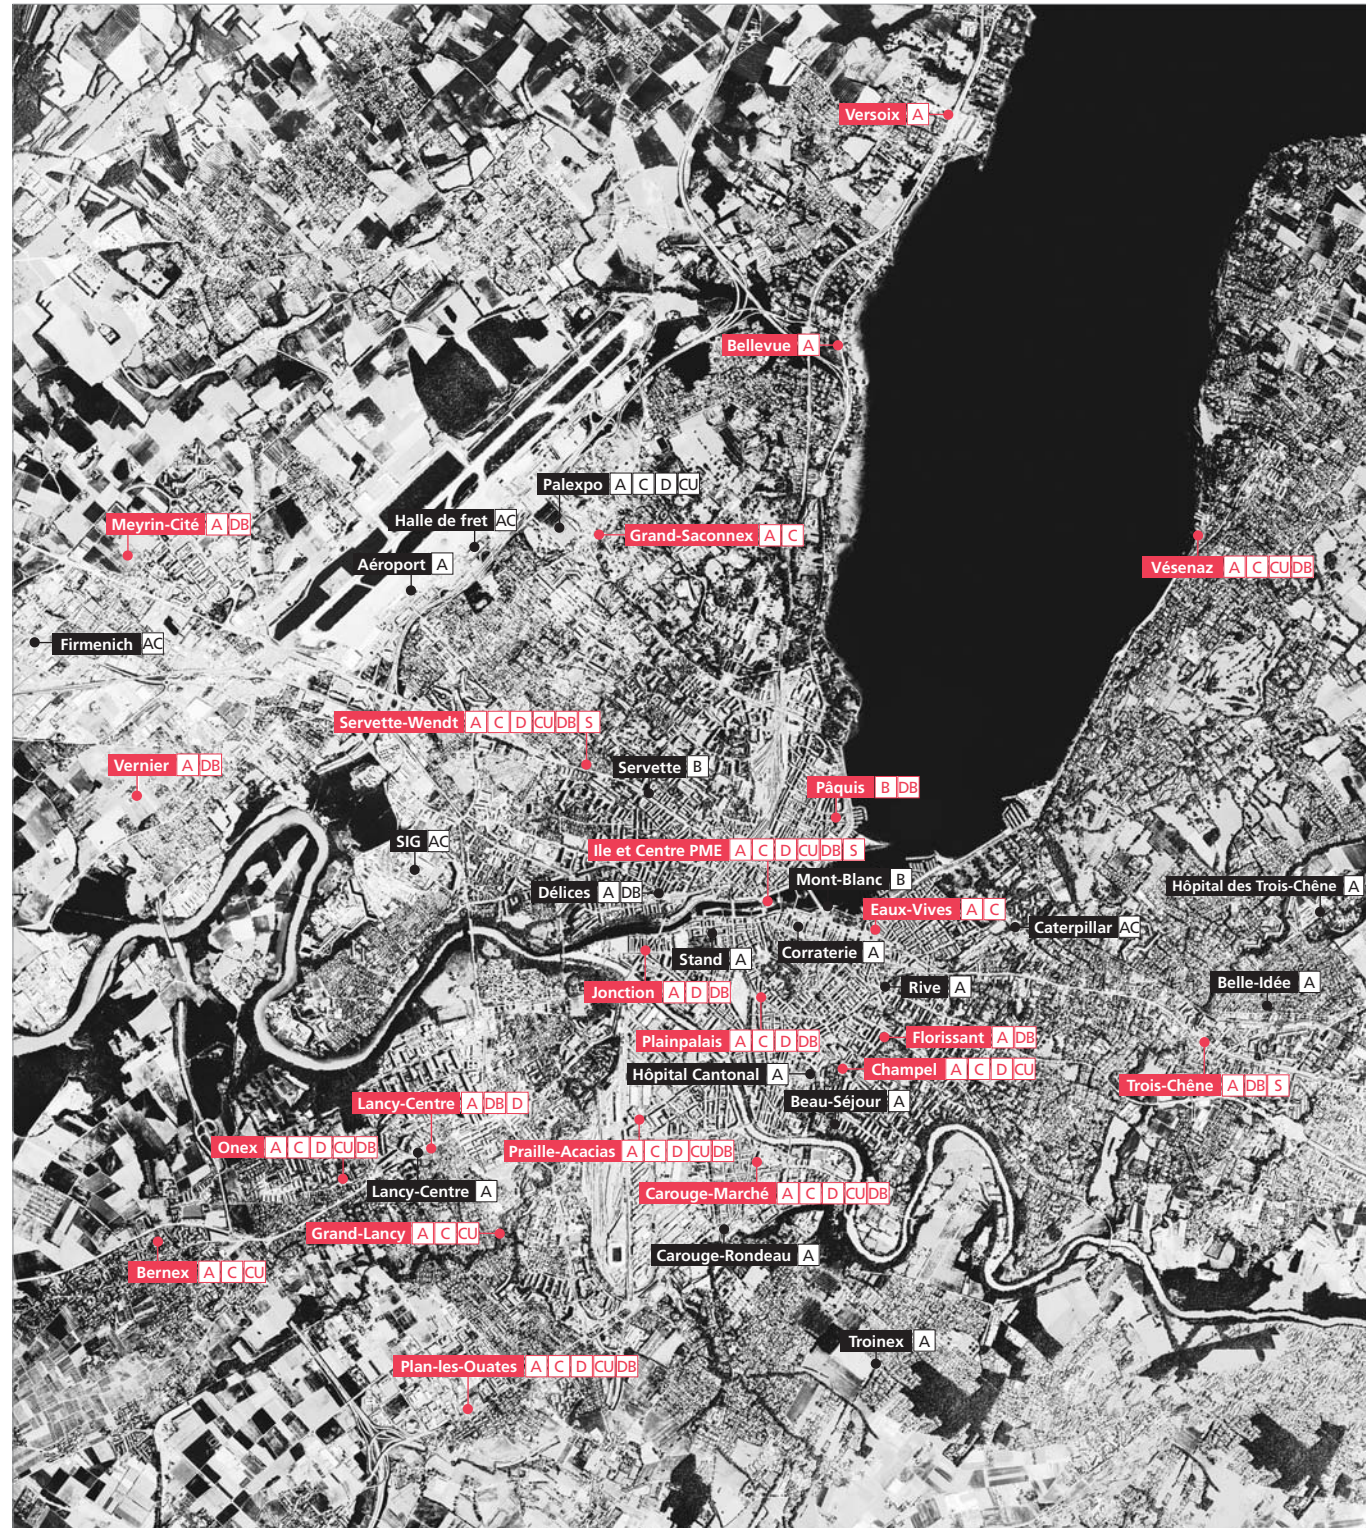 Versoix A
Bellevue A
Palexpo A C D CU
Halle de fret AC
Meyrin-Cité A DB
Grand-Saconnex A C
Aéroport A
Vésenaz A C CU DB
Firmenich AC
Servette-Wendt A C D CU DB S
Vernier A DB
Servette B
Pâquis B DB
SIG AC
Ile et Centre PME A C D CU DB S
Mont-Blanc B
Hôpital des Trois-Chêne A
Délices A DB
Eaux-Vives A C
Caterpillar AC
Stand A
Corraterie A
Belle-Idée A
Rive A
Jonction A D DB
Florissant A DB
Plainpalais A C D DB
Champel A C D CU
Hôpital Cantonal A
Trois-Chêne A DB S
Lancy-Centre A DB D
Beau-Séjour A
Onex A C D CU DB
Praille-Acacias A C D CU DB
Lancy-Centre A
Carouge-Marché A C D CU DB
Grand-Lancy A C CU
Carouge-Rondeau A
Bernex A C CU
Troinex A
Plan-les-Ouates A C D CU DB